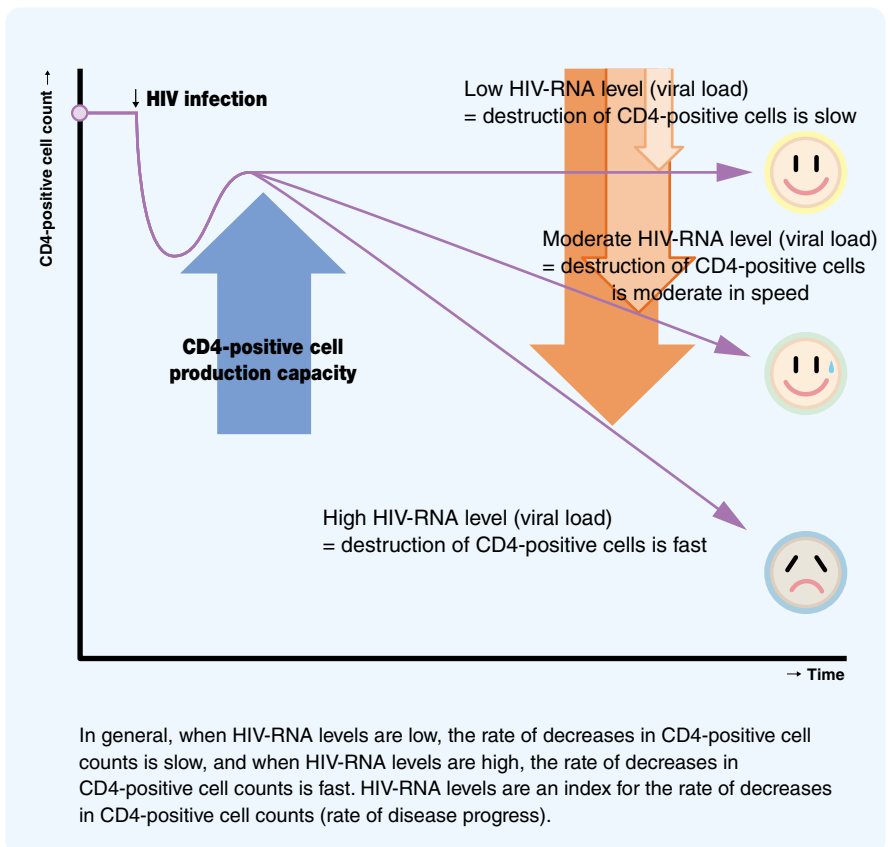 CD4-positive cell count →
↓ HIV infection
Low HIV-RNA level (viral load)
= destruction of CD4-positive cells is slow
Moderate HIV-RNA level (viral load)
= destruction of CD4-positive cells
is moderate in speed
CD4-positive cell
production capacity
High HIV-RNA level (viral load)
= destruction of CD4-positive cells is fast
→ Time
In general, when HIV-RNA levels are low, the rate of decreases in CD4-positive cell
counts is slow, and when HIV-RNA levels are high, the rate of decreases in
CD4-positive cell counts is fast. HIV-RNA levels are an index for the rate of decreases
in CD4-positive cell counts (rate of disease progress).